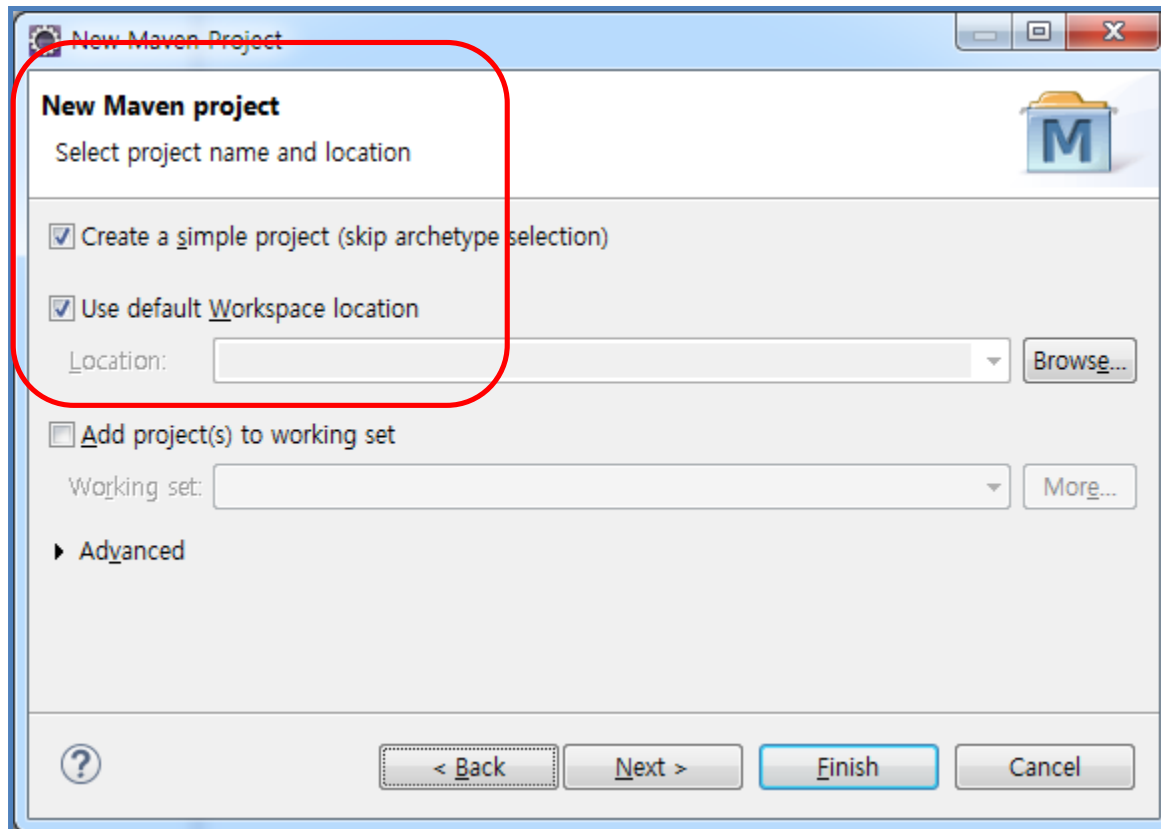 New Maven Project
New Maven project
Select project name and location
M
Create a simple project (skip archetype selection)
Use default Workspace location
Location:
Browse...
Add project(s) to working set
Working set:
More...
Advanced
?
< Back
Next >
Finish
Cancel